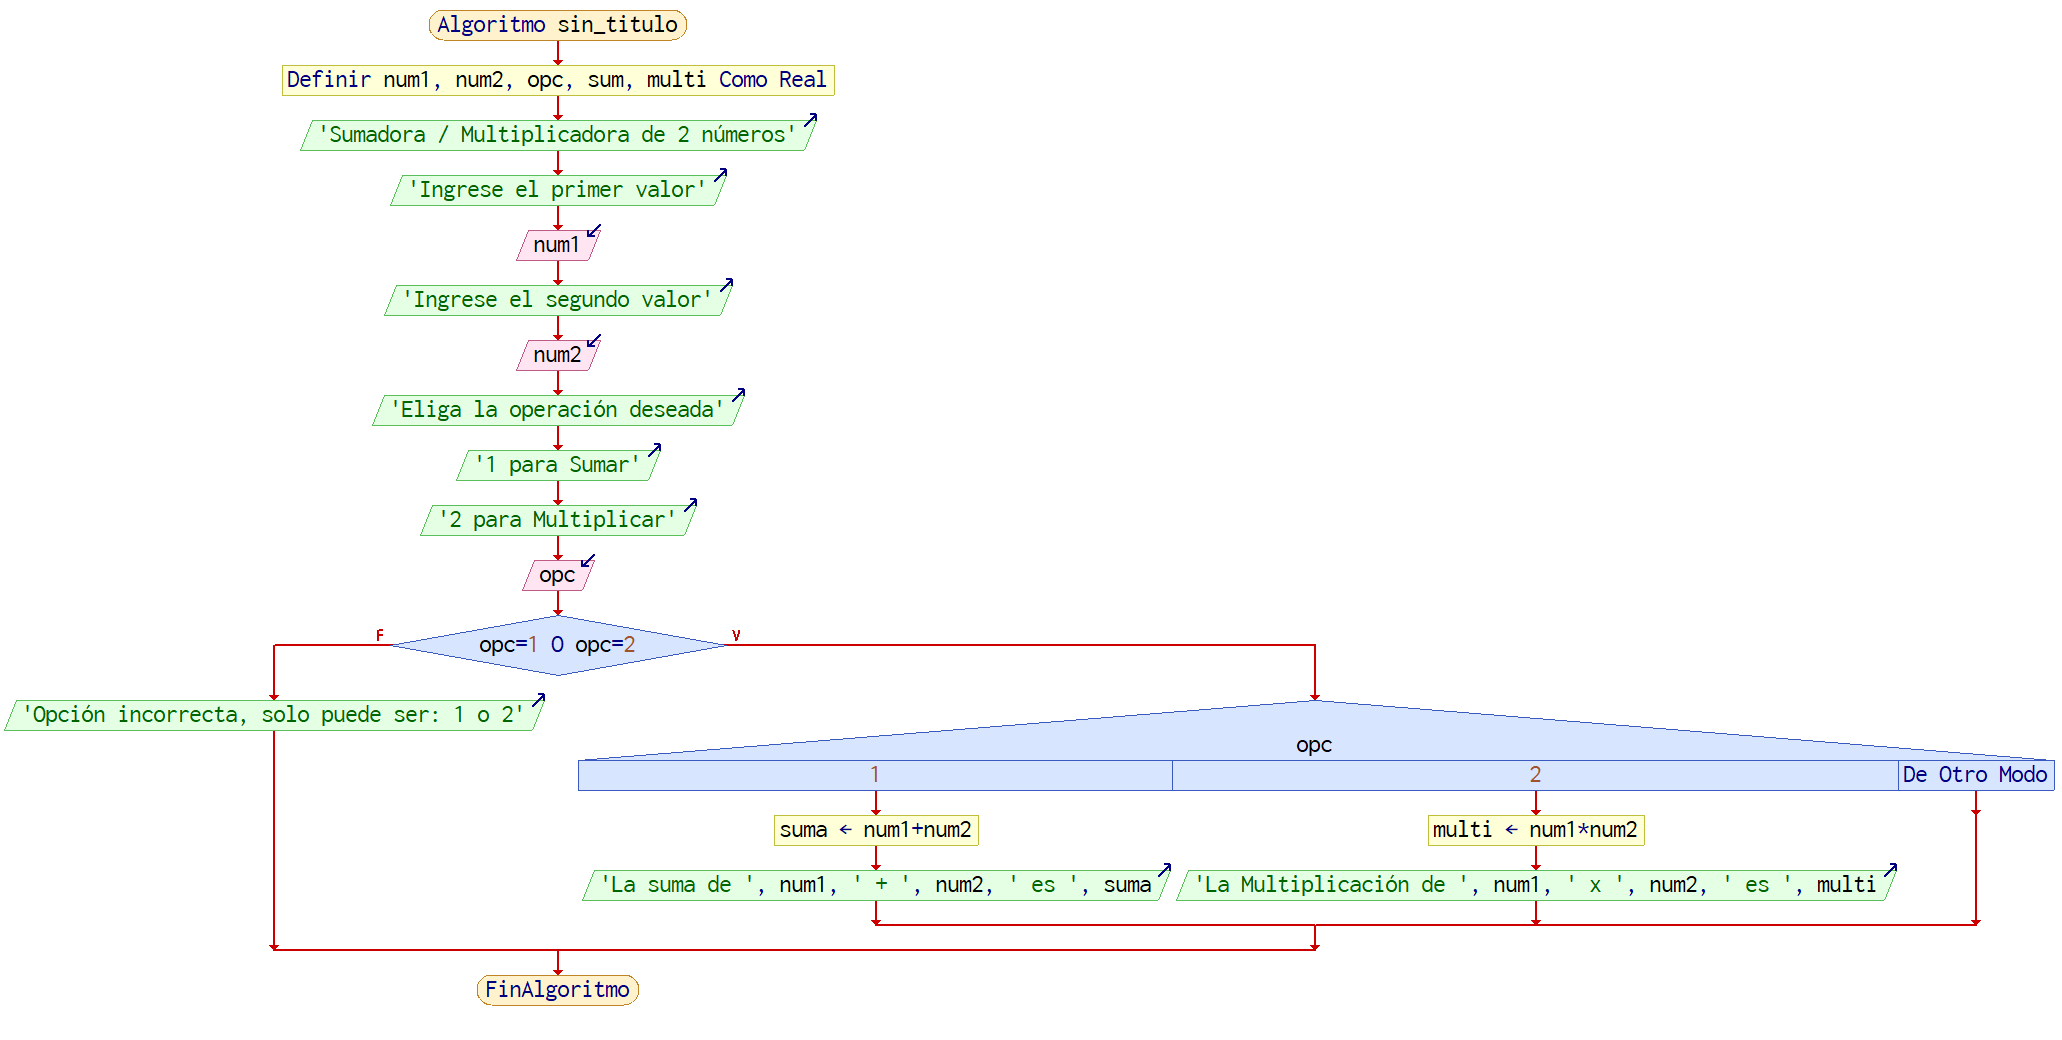 Algoritmo sin_titulo
Definir num1, num2, opc, sum, multi Como Real
'Sumadora / Multiplicadora de 2 números'
'Ingrese el primer valor'
num1
'Ingrese el segundo valor'
num2
'Eliga la operación deseada'
'1 para Sumar'
'2 para Multiplicar'
opc
F
opc=1 O opc=2
V
'Opción incorrecta, solo puede ser: 1 o 2'
opc
1
2
De Otro Modo
suma ← num1+num2
multi ← num1*num2
'La suma de ', num1, ' + ', num2, ' es ', suma
'La Multiplicación de ', num1, ' x ', num2, ' es ', multi
FinAlgoritmo